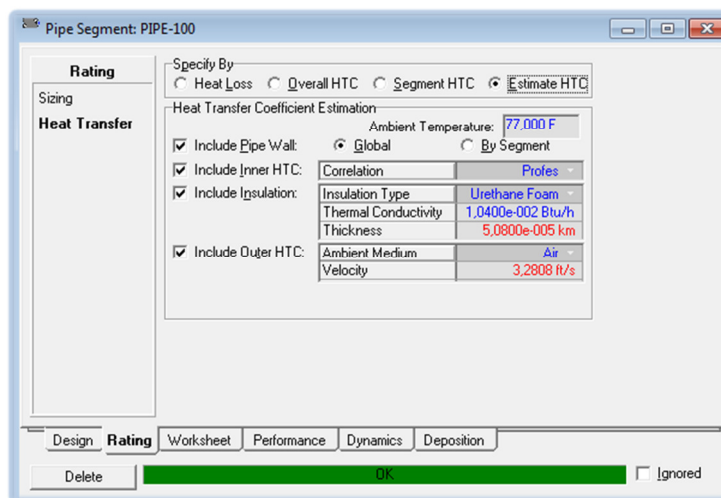 Pipe Segment: PIPE-100
Rating
Sizing
Heat Transfer
Specify By
Heat Loss Overall HTC Segment HTC Estimate HTC
Heat Transfer Coefficient Estimation
Ambient Temperature: 77,000 F
Include Pipe Wall: Global By Segment
Include Inner HTC: Correlation Profes
Include Insulation: Insulation Type Urethane Foam
Thermal Conductivity 1,0400e-002 Btu/h
Thickness 5,0800e-005 km
Include Outer HTC: Ambient Medium Air
Velocity 3,2808 ft/s
Design Rating Worksheet Performance Dynamics Deposition
Delete OK Ignored